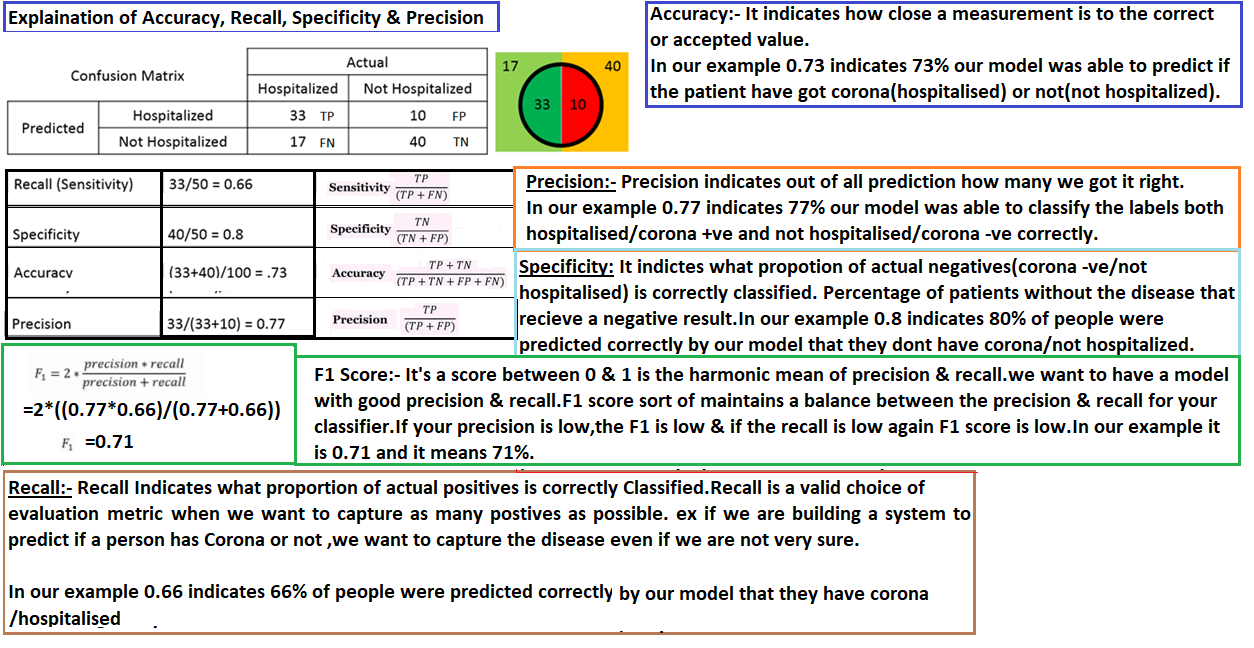 Explaination of Accuracy, Recall, Specificity & Precision
Accuracy:- It indicates how close a measurement is to the correct
or accepted value.
In our example 0.73 indicates 73% our model was able to predict if
the patient have got corona(hospitalised) or not(not hospitalized).
Confusion Matrix
Actual
Hospitalized Not Hospitalized
Predicted
Hospitalized 33 TP 10 FP
Not Hospitalized 17 FN 40 TN
17 40
33 10
Recall (Sensitivity) 33/50 = 0.66 Sensitivity TP
(TP + FN)
Specificity 40/50 = 0.8 Specificity TN
(TN + FP)
Accuracy (33+40)/100 = .73 Accuracy TP + TN
(TP + TN + FP + FN)
Precision 33/(33+10) = 0.77 Precision TP
(TP + FP)
Precision:- Precision indicates out of all prediction how many we got it right.
In our example 0.77 indicates 77% our model was able to classify the labels both
hospitalised/corona +ve and not hospitalised/corona -ve correctly.
Specificity: It indictes what propotion of actual negatives(corona -ve/not
hospitalised) is correctly classified. Percentage of patients without the disease that
recieve a negative result.In our example 0.8 indicates 80% of people were
predicted correctly by our model that they dont have corona/not hospitalized.
F1 = 2 * precision * recall
precision + recall
=2*((0.77*0.66)/(0.77+0.66))
F1 =0.71
F1 Score:- It's a score between 0 & 1 is the harmonic mean of precision & recall.we want to have a model
with good precision & recall.F1 score sort of maintains a balance between the precision & recall for your
classifier.If your precision is low,the F1 is low & if the recall is low again F1 score is low.In our example it
is 0.71 and it means 71%.
Recall:- Recall Indicates what proportion of actual positives is correctly Classified.Recall is a valid choice of
evaluation metric when we want to capture as many postives as possible. ex if we are building a system to
predict if a person has Corona or not ,we want to capture the disease even if we are not very sure.
In our example 0.66 indicates 66% of people were predicted correctly by our model that they have corona
/hospitalised